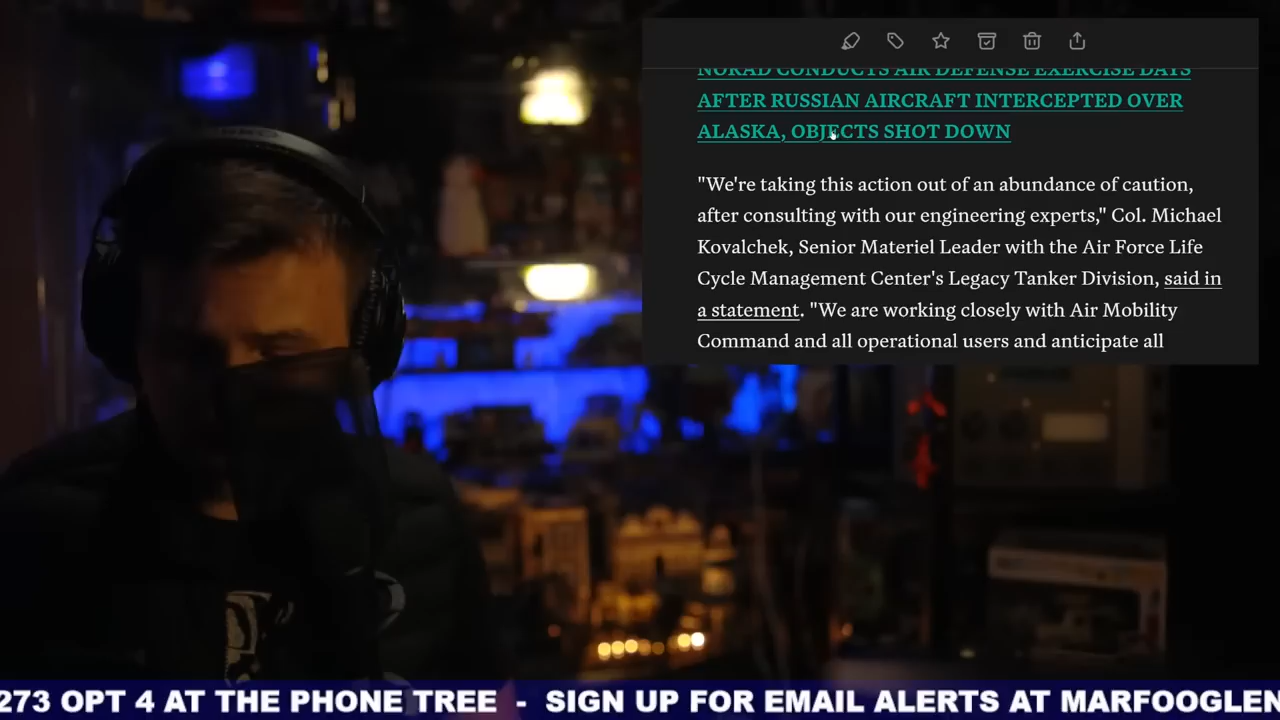 NORAD CONDUCTS AIR DEFENSE EXERCISE DAYS
AFTER RUSSIAN AIRCRAFT INTERCEPTED OVER
ALASKA, OBJECTS SHOT DOWN
"We're taking this action out of an abundance of caution,
after consulting with our engineering experts," Col. Michael
Kovalchek, Senior Materiel Leader with the Air Force Life
Cycle Management Center's Legacy Tanker Division, said in
a statement. "We are working closely with Air Mobility
Command and all operational users and anticipate all
273 OPT 4 AT THE PHONE TREE - SIGN UP FOR EMAIL ALERTS AT MARFOOGLEN